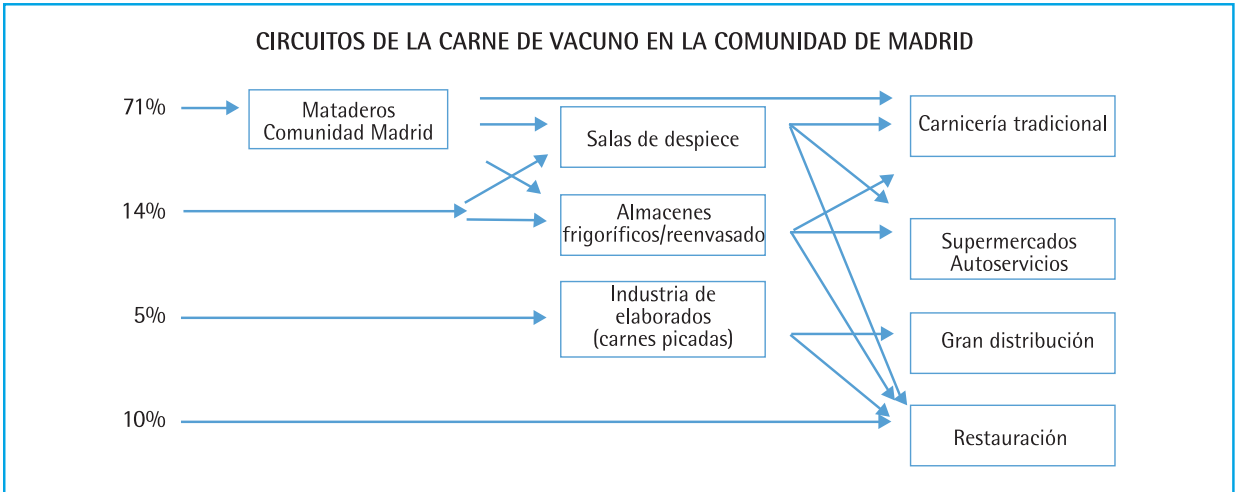 CIRCUITOS DE LA CARNE DE VACUNO EN LA COMUNIDAD DE MADRID
71%
Mataderos
Comunidad Madrid
Salas de despiece
Carnicería tradicional
14%
Almacenes
frigoríficos/reenvasado
Supermercados
Autoservicios
5%
Industria de
elaborados
(carnes picadas)
Gran distribución
10%
Restauración